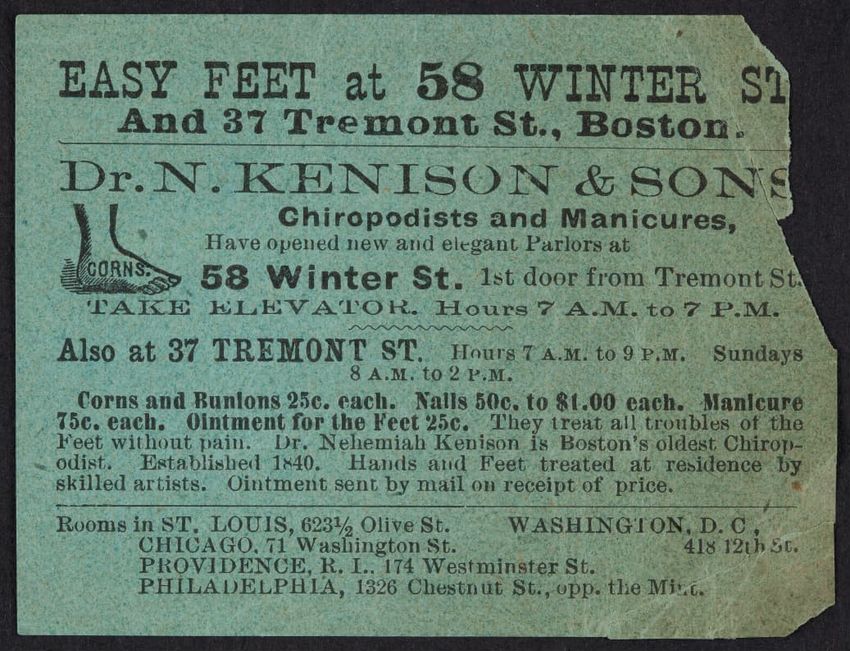 EASY FEET at 58 WINTER ST
And 37 Tremont St., Boston.
Dr. N. KENISON & SONS
Chiropodists and Manicures,
Have opened new and elegant Parlors at
CORNS.
58 Winter St. 1st door from Tremont St.
TAKE ELEVATOR. Hours 7 A.M. to 7 P.M.
Also at 37 TREMONT ST. Hours 7 A.M. to 9 P.M. Sundays
8 A.M. to 2 P.M.
Corns and Bunions 25c. each. Nails 50c. to $1.00 each. Manicure
75c. each. Ointment for the Feet 25c. They treat all troubles of the
Feet without pain. Dr. Nehemiah Kenison is Boston's oldest Chirop-
odist. Established 1840. Hands and Feet treated at residence by
skilled artists. Ointment sent by mail on receipt of price.
Rooms in ST. LOUIS, 623½ Olive St. WASHINGTON, D. C.,
CHICAGO. 71 Washington St. 418 12th St.
PROVIDENCE, R. I., 174 Westminster St.
PHILADELPHIA, 1326 Chestnut St., opp. the Mint.